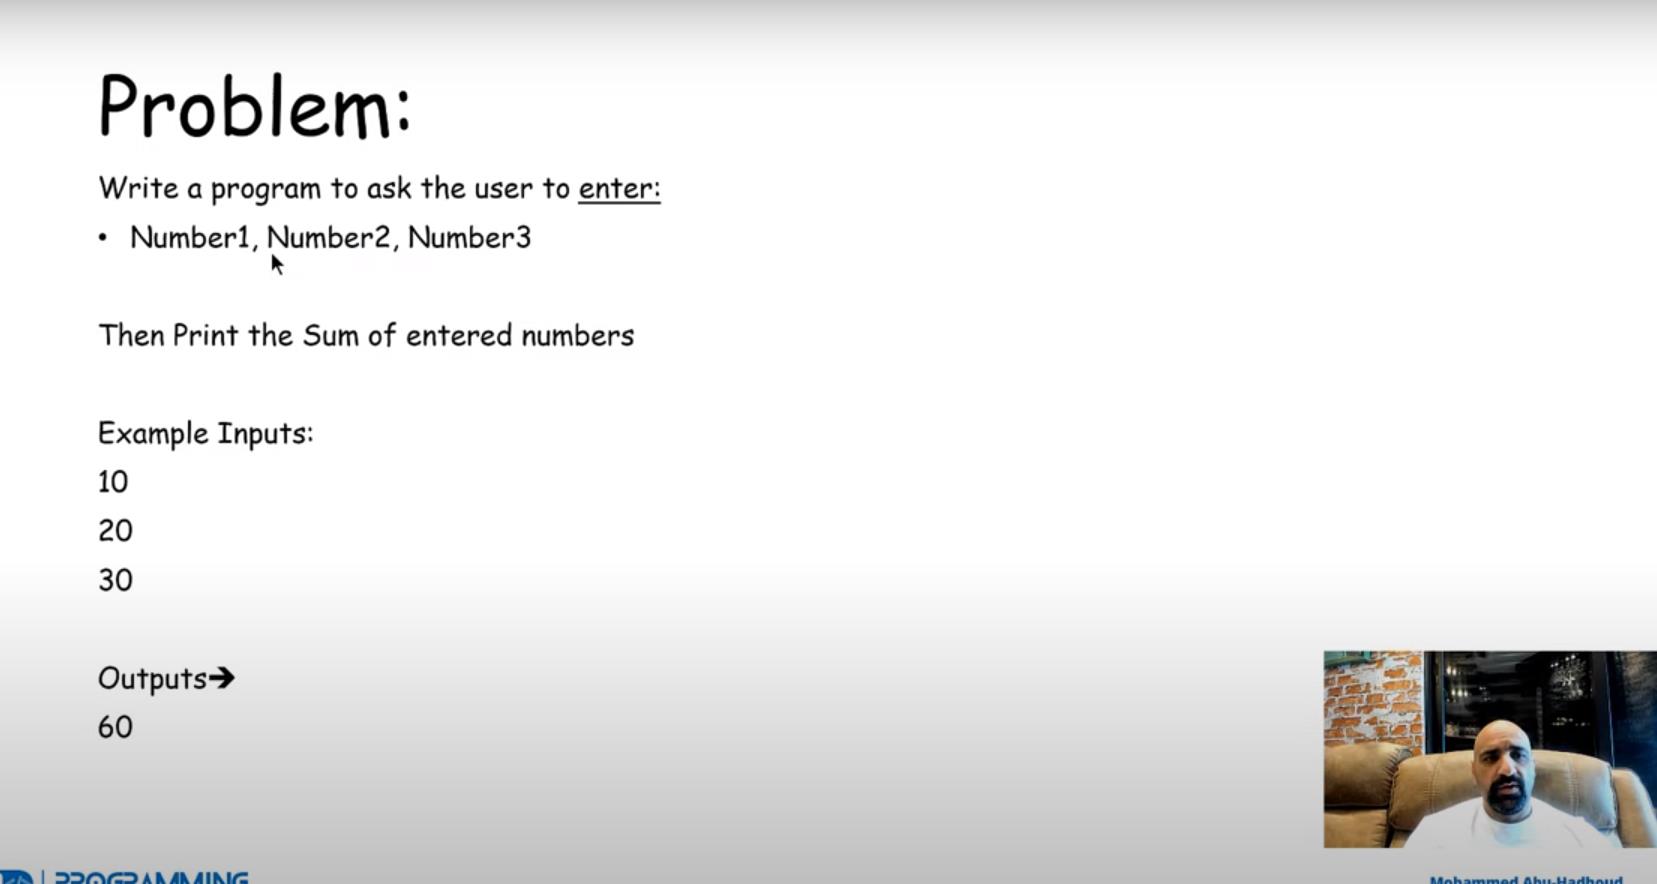 Problem:
Write a program to ask the user to enter:
• Number1, Number2, Number3
Then Print the Sum of entered numbers
Example Inputs:
10
20
30
Outputs➔
60
PROGRAMMING
Mohammed Abu-Hadhoud